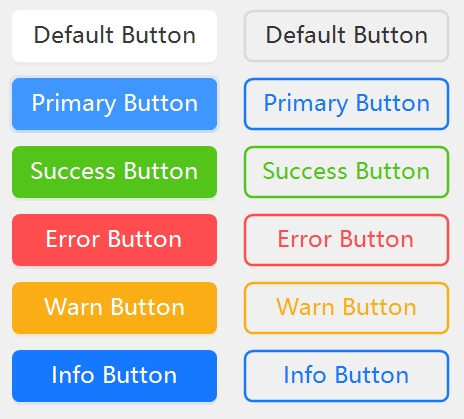 Default Button
Default Button
Primary Button
Primary Button
Success Button
Success Button
Error Button
Error Button
Warn Button
Warn Button
Info Button
Info Button